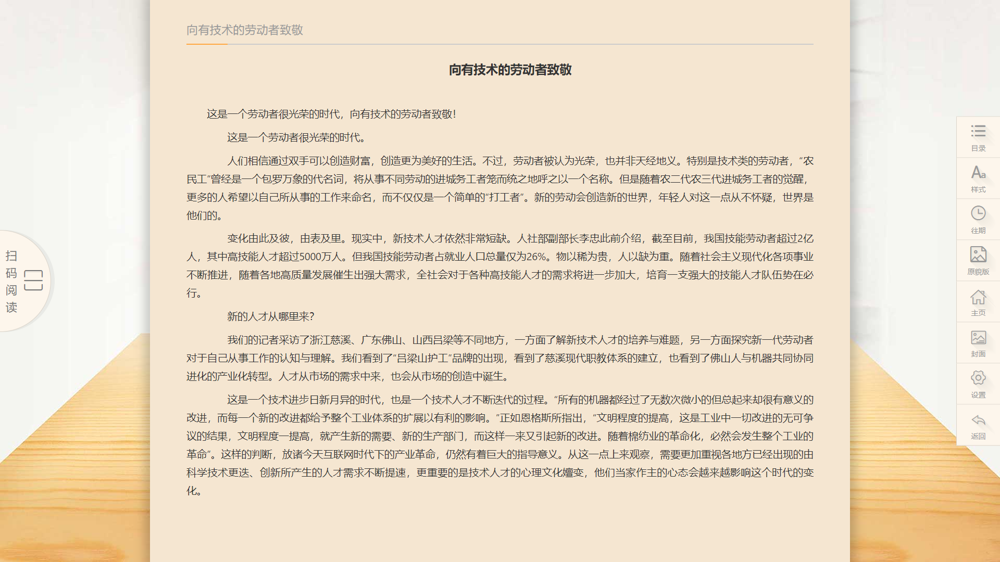 向有技术的劳动者致敬
向有技术的劳动者致敬
这是一个劳动者很光荣的时代，向有技术的劳动者致敬！
这是一个劳动者很光荣的时代。
人们相信通过双手可以创造财富，创造更为美好的生活。不过，劳动者被认为光荣，也并非天经地义。特别是技术类的劳动者，“农
民工”曾经是一个包罗万象的代名词，将从事不同劳动的进城务工者笼而统之地呼之以一个名称。但是随着农二代农三代进城务工者的觉醒，
更多的人希望以自己所从事的工作来命名，而不仅仅是一个简单的“打工者”。新的劳动会创造新的世界，年轻人对这一点从不怀疑，世界是
他们的。
变化由此及彼，由表及里。现实中，新技术人才依然非常短缺。人社部副部长李忠此前介绍，截至目前，我国技能劳动者超过2亿
人，其中高技能人才超过5000万人。但我国技能劳动者占就业人口总量仅为26%。物以稀为贵，人以缺为重。随着社会主义现代化各项事业
不断推进，随着各地高质量发展催生出强大需求，全社会对于各种高技能人才的需求将进一步加大，培育一支强大的技能人才队伍势在必
行。
新的人才从哪里来？
我们的记者采访了浙江慈溪、广东佛山、山西吕梁等不同地方，一方面了解新技术人才的培养与难题，另一方面探究新一代劳动者
对于自己从事工作的认知与理解。我们看到了“吕梁山护工”品牌的出现，看到了慈溪现代职教体系的建立，也看到了佛山人与机器共同协同
进化的产业化转型。人才从市场的需求中来，也会从市场的创造中诞生。
这是一个技术进步日新月异的时代，也是一个技术人才不断迭代的过程。“所有的机器都经过了无数次微小的但总起来却很有意义的
改进，而每一个新的改进都给予整个工业体系的扩展以有利的影响。”正如恩格斯所指出，“文明程度的提高，这是工业中一切改进的无可争
议的结果，文明程度一提高，就产生新的需要、新的生产部门，而这样一来又引起新的改进。随着棉纺业的革命化，必然会发生整个工业的
革命”。这样的判断，放诸今天互联网时代下的产业革命，仍然有着巨大的指导意义。从这一点上来观察，需要更加重视各地方已经出现的由
科学技术更迭、创新所产生的人才需求不断提速，更重要的是技术人才的心理文化嬗变，他们当家作主的心态会越来越影响这个时代的变
化。
扫
码
阅
读
目录
Aa
样式
往期
原貌版
主页
封面
设置
返回